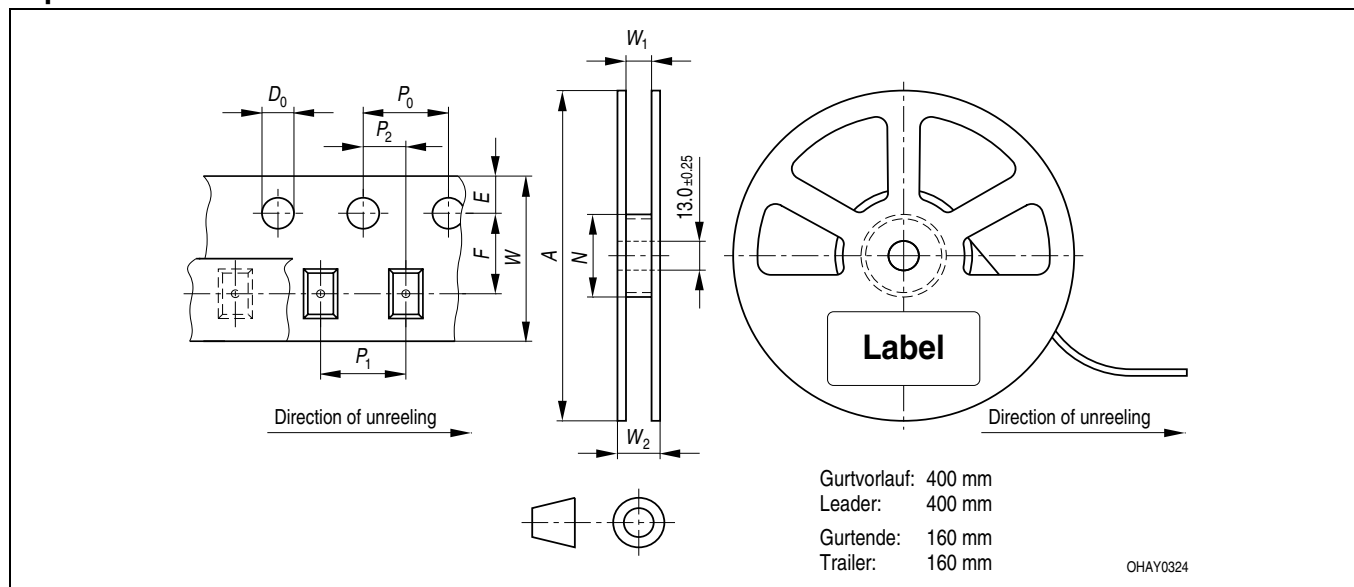 W1
D0
P0
P2
E
F
W
A
N
13.0±0.25
P1
W2
Label
Direction of unreeling
Direction of unreeling
Gurtvorlauf: 400 mm
Leader: 400 mm
Gurtende: 160 mm
Trailer: 160 mm
OHAY0324